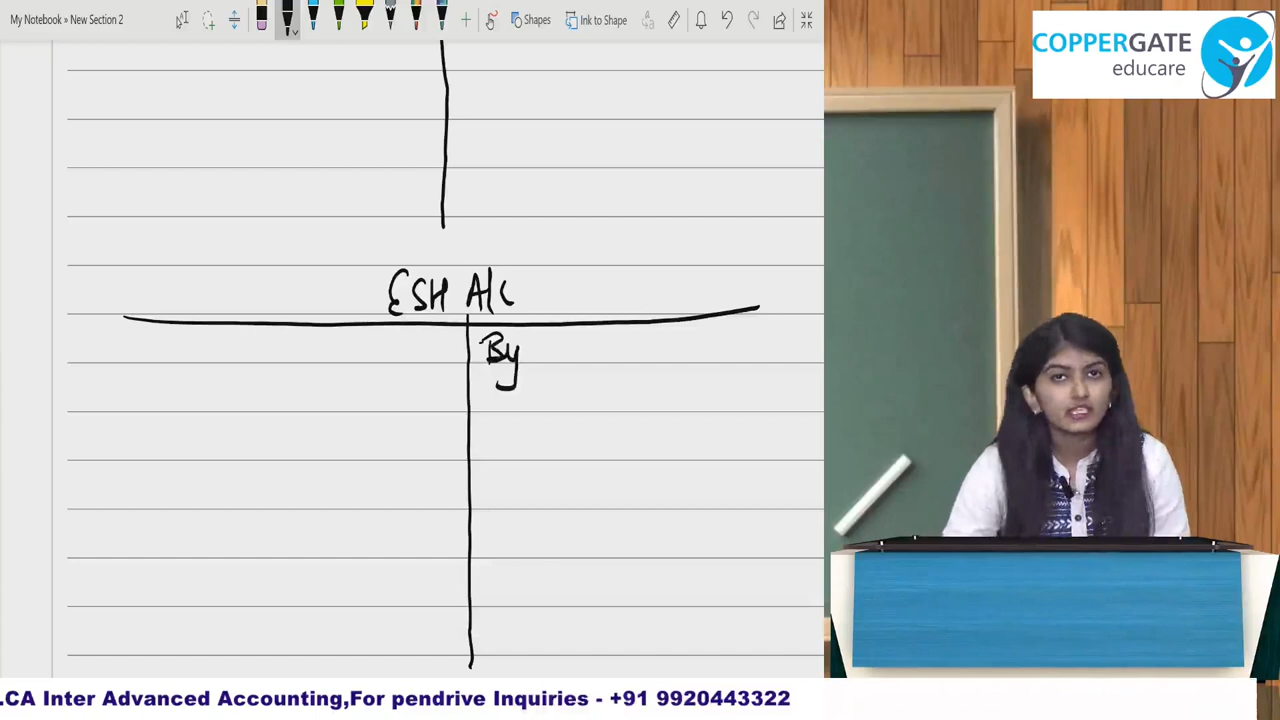 My Notebook » New Section 2
Shapes
Ink to Shape
COPPERGATE
educare
ESH A/c
By
.CA Inter Advanced Accounting,For pendrive Inquiries - +91 9920443322